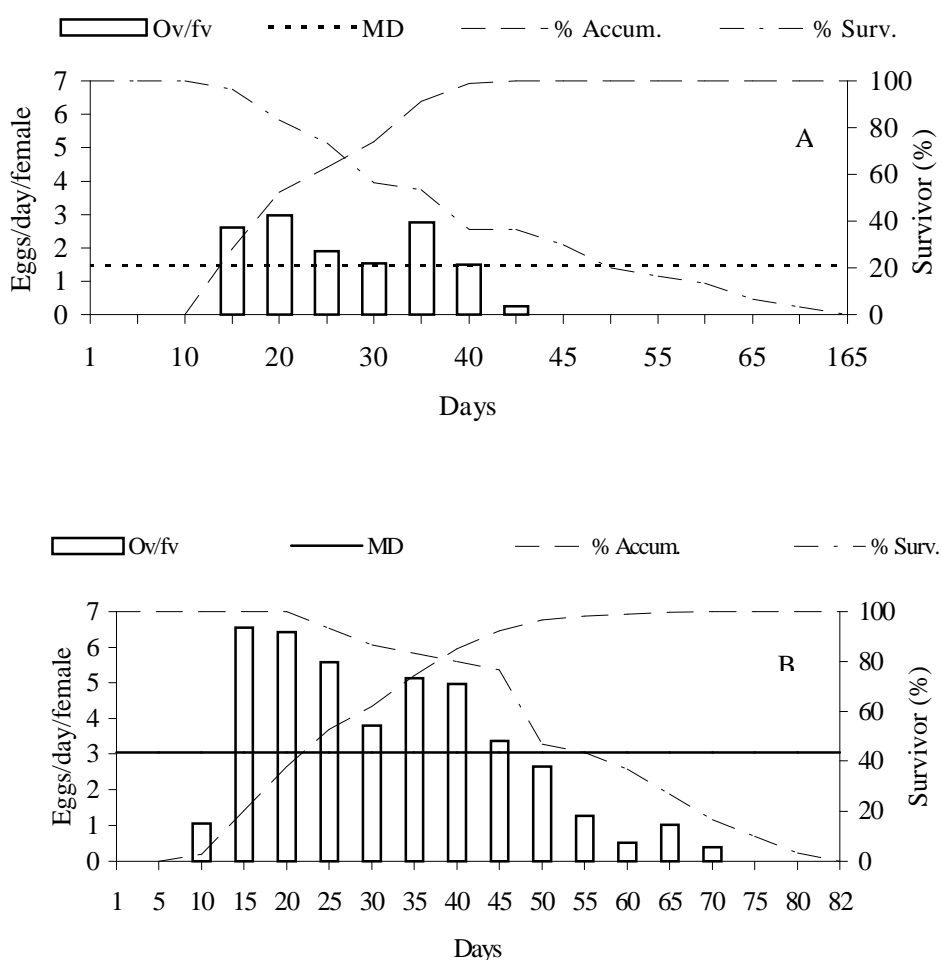 Ov/fv MD % Accum. % Surv.
7 100
6 80
5 60
4
3 40
2 20
1
0 0
Eggs/day/female
Survivor (%)
A
1 10 20 30 40 45 55 65 165
Days
Ov/fv MD % Accum. % Surv.
7 100
6 80
5 60
4
3 40
2 20
1
0 0
Eggs/day/female
Survivor (%)
B
1 5 10 15 20 25 30 35 40 45 50 55 60 65 70 75 80 82
Days